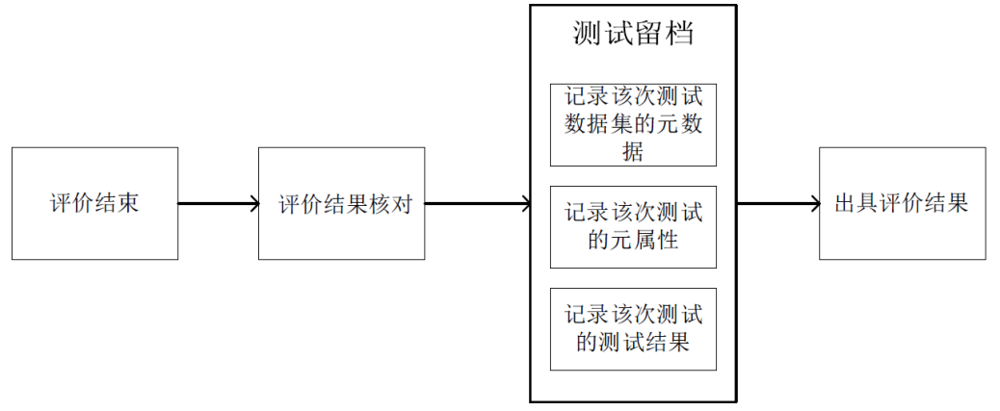 评价结束
评价结果核对
测试留档
记录该次测试
数据集的元数
据
记录该次测试
的元属性
记录该次测试
的测试结果
出具评价结果